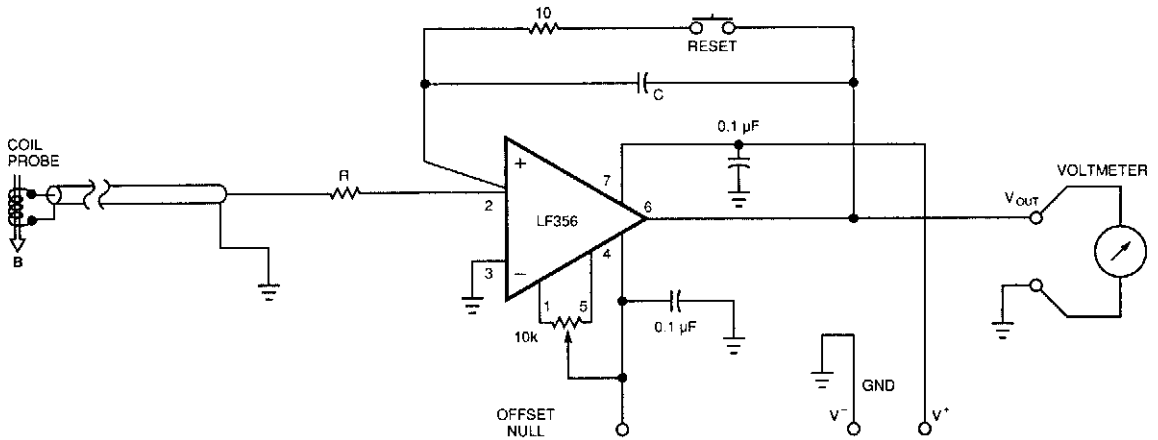 10
RESET
C
0.1 µF
COIL
PROBE
R
+
7
VOLTMETER
2
LF356
6
VOUT
4
3
−
B
1
5
10k
0.1 µF
GND
OFFSET
NULL
V−
V+